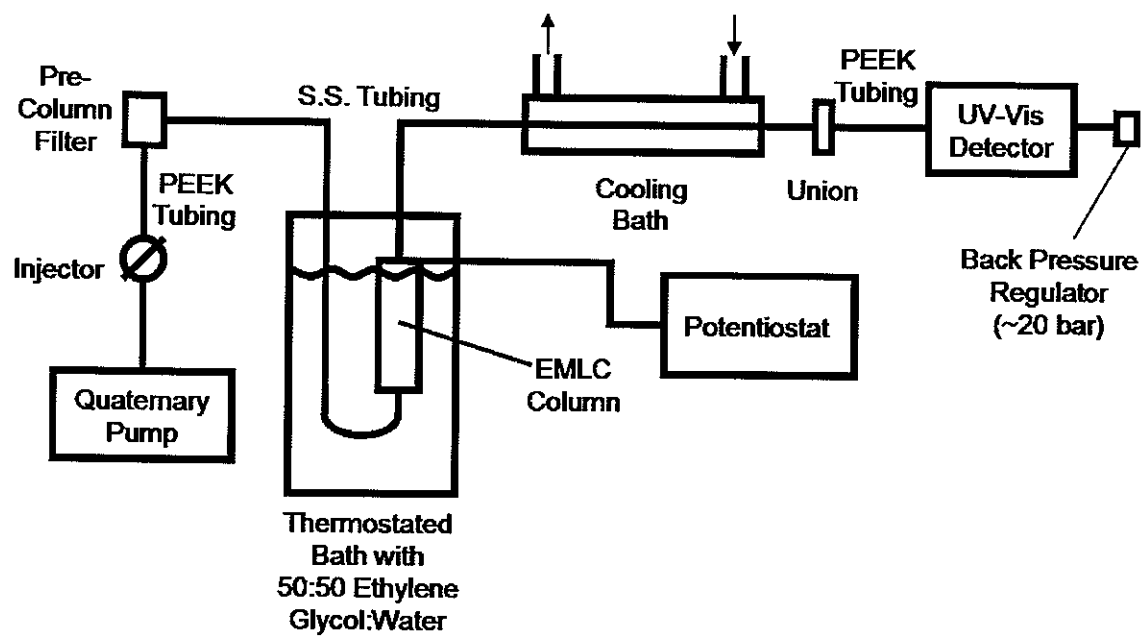 Pre-
Column
Filter
S.S. Tubing
PEEK
Tubing
UV-Vis
Detector
PEEK
Tubing
Cooling
Bath
Union
Injector
Back Pressure
Regulator
(~20 bar)
Potentiostat
EMLC
Column
Quaternary
Pump
Thermostated
Bath with
50:50 Ethylene
Glycol:Water